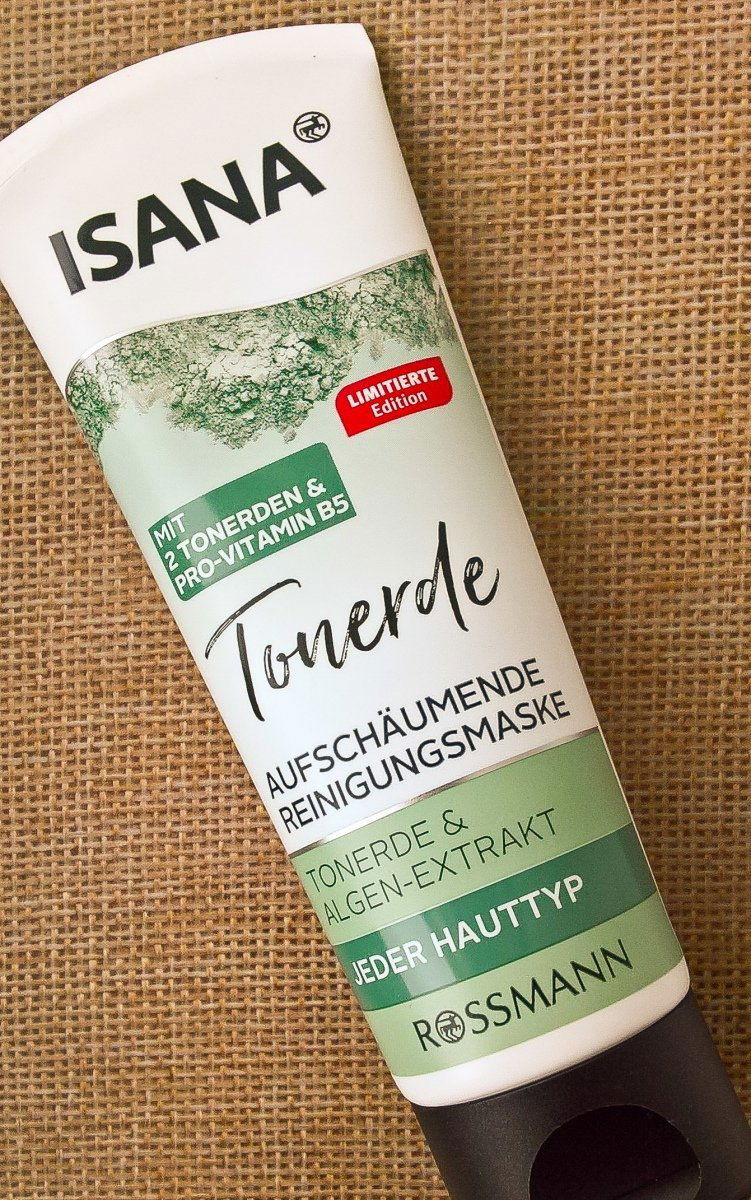 ISANA
LIMITIERTE
Edition
MIT
2 TONERDEN &
PRO-VITAMIN B5
Tonerde
AUFSCHÄUMENDE
REINIGUNGSMASKE
TONERDE &
ALGEN-EXTRAKT
JEDER HAUTTYP
ROSSMANN